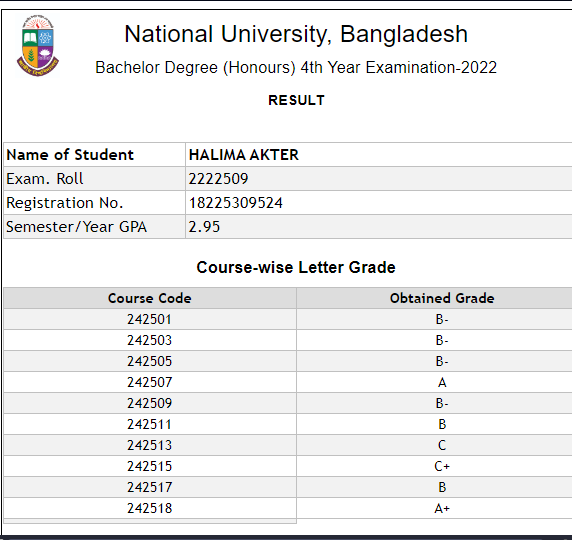 National University, Bangladesh
Bachelor Degree (Honours) 4th Year Examination-2022
RESULT
Name of Student HALIMA AKTER
Exam. Roll 2222509
Registration No. 18225309524
Semester/Year GPA 2.95
Course-wise Letter Grade
Course Code Obtained Grade
242501 B-
242503 B-
242505 B-
242507 A
242509 B-
242511 B
242513 C
242515 C+
242517 B
242518 A+